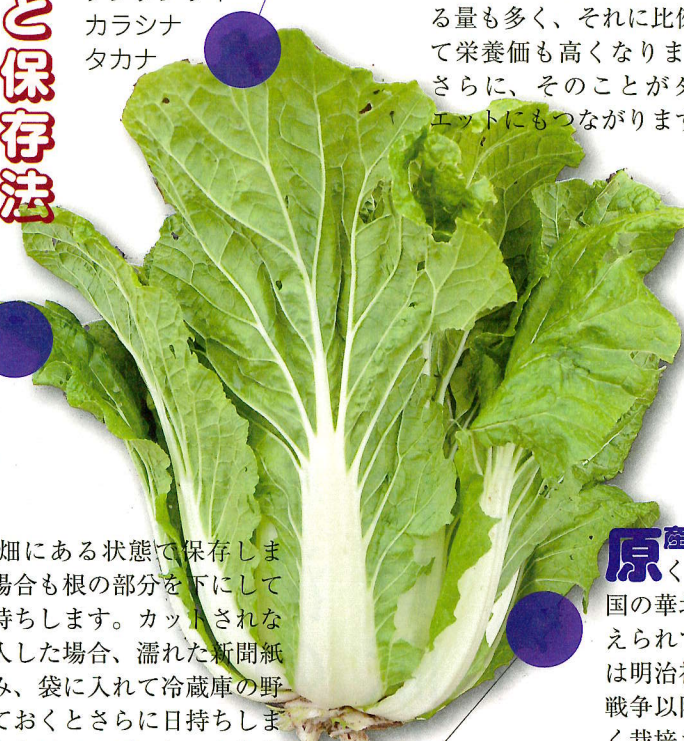 と保存法
カラシナ
タカナ
る量も多く、それに比
て栄養価も高くなりま
さらに、そのことが
エットにもつながります
畑にある状態で保存しま
場合も根の部分を下にして
持ちします。カットされな
入した場合、濡れた新聞紙
み、袋に入れて冷蔵庫の野
ておくとさらに日持ちしま
原産
く
国の華
えられて
は明治
戦争以
く栽培